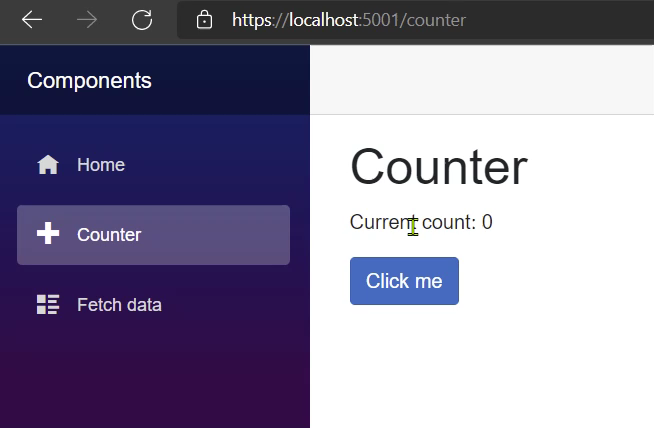 https://localhost:5001/counter
Components
Home
Counter
Fetch data
Counter
Current count: 0
Click me